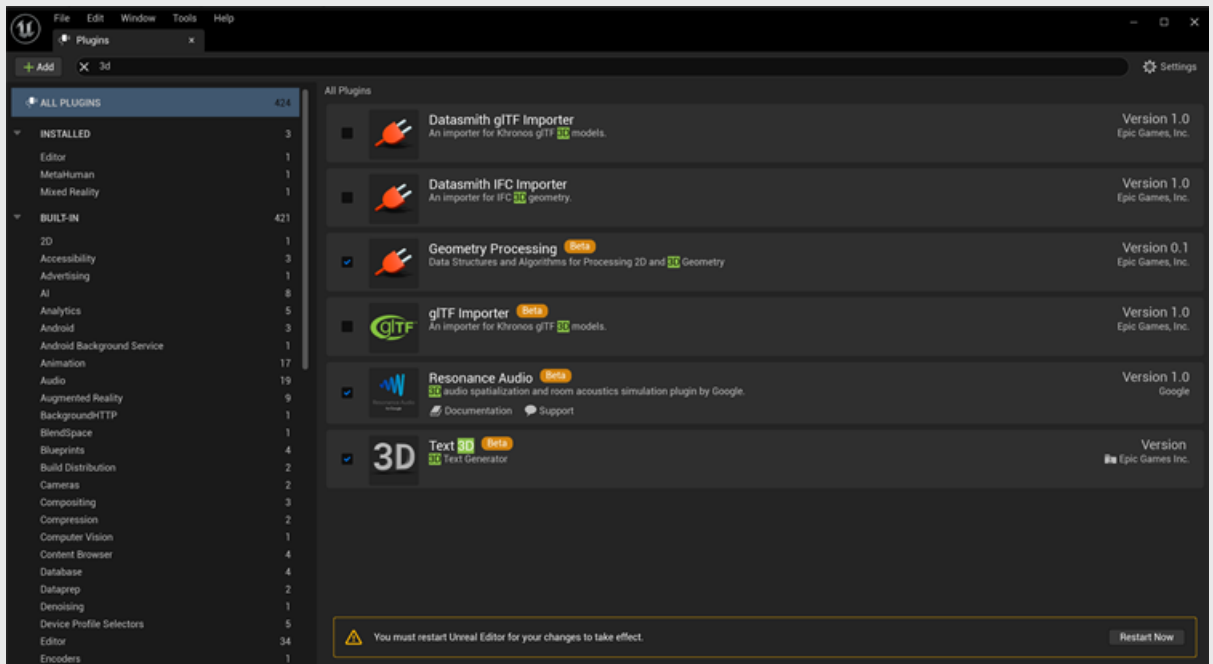 File Edit Window Tools Help
Plugins
+ Add 3d Settings
ALL PLUGINS 424
INSTALLED 3
Editor 1
MetaHuman 1
Mixed Reality 1
BUILT-IN 421
2D 1
Accessibility 3
Advertising 1
AI 8
Analytics 5
Android 3
Android Background Service 1
Animation 17
Audio 19
Augmented Reality 9
BackgroundHTTP 1
BlendSpace 1
Blueprints 4
Build Distribution 2
Cameras 2
Compositing 3
Compression 2
Computer Vision 1
Content Browser 4
Database 4
Dataprep 2
Denoising 1
Device Profile Selectors 5
Editor 34
Encoders 1
All Plugins
Datasmith glTF Importer Version 1.0
An importer for Khronos glTF 3D models. Epic Games, Inc.
Datasmith IFC Importer Version 1.0
An importer for IFC 3D geometry. Epic Games, Inc.
Geometry Processing Beta Version 0.1
Data Structures and Algorithms for Processing 2D and 3D Geometry Epic Games, Inc.
glTF
glTF Importer Beta Version 1.0
An importer for Khronos glTF 3D models. Epic Games, Inc.
Resonance Audio Beta Version 1.0
3D audio spatialization and room acoustics simulation plugin by Google. Google
Documentation Support
3D
Text 3D Beta Version
3D Text Generator Epic Games Inc.
You must restart Unreal Editor for your changes to take effect. Restart Now